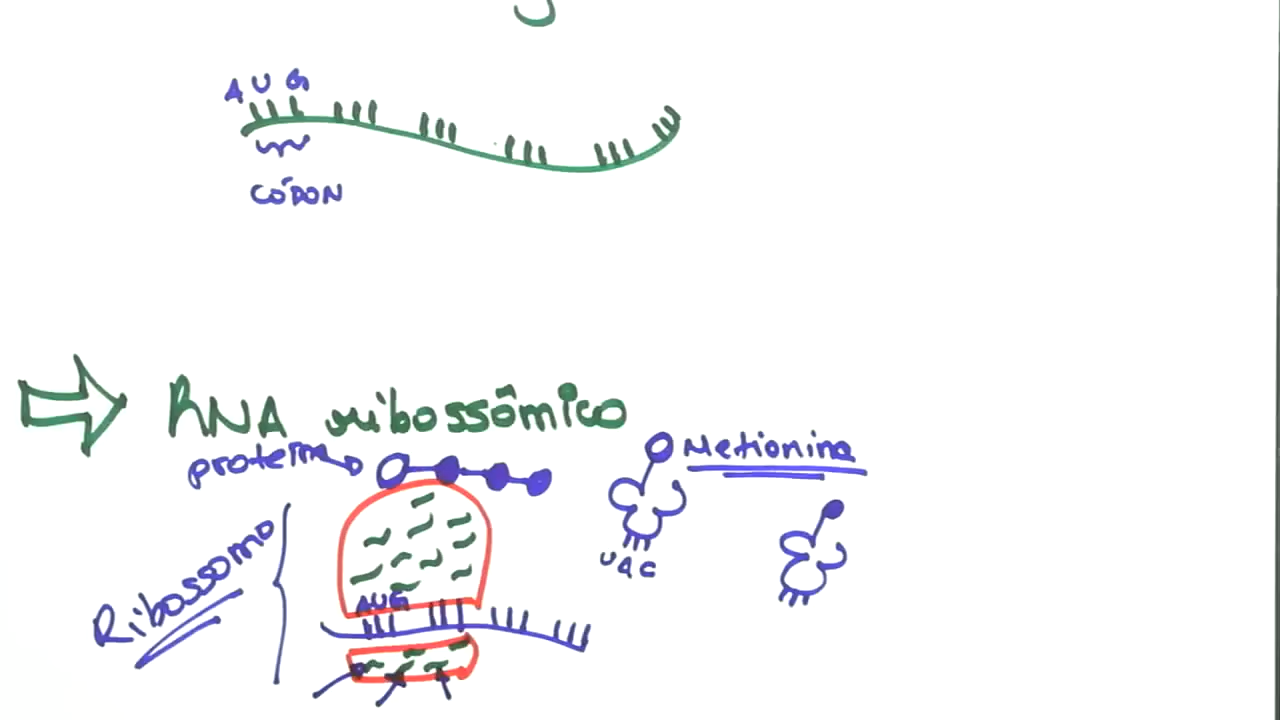 AUG
CÓDON
RNA ribossômico
proteína
Metionina
Ribossomo
UAC
AUG